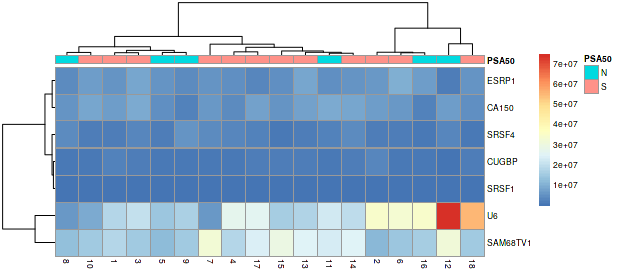 PSA50
ESRP1
CA150
SRSF4
CUGBP
SRSF1
U6
SAM68TV1
8 10 1 3 5 9 7 4 17 15 13 11 14 2 6 16 12 18
7e+07
6e+07
5e+07
4e+07
3e+07
2e+07
1e+07
PSA50
N
S